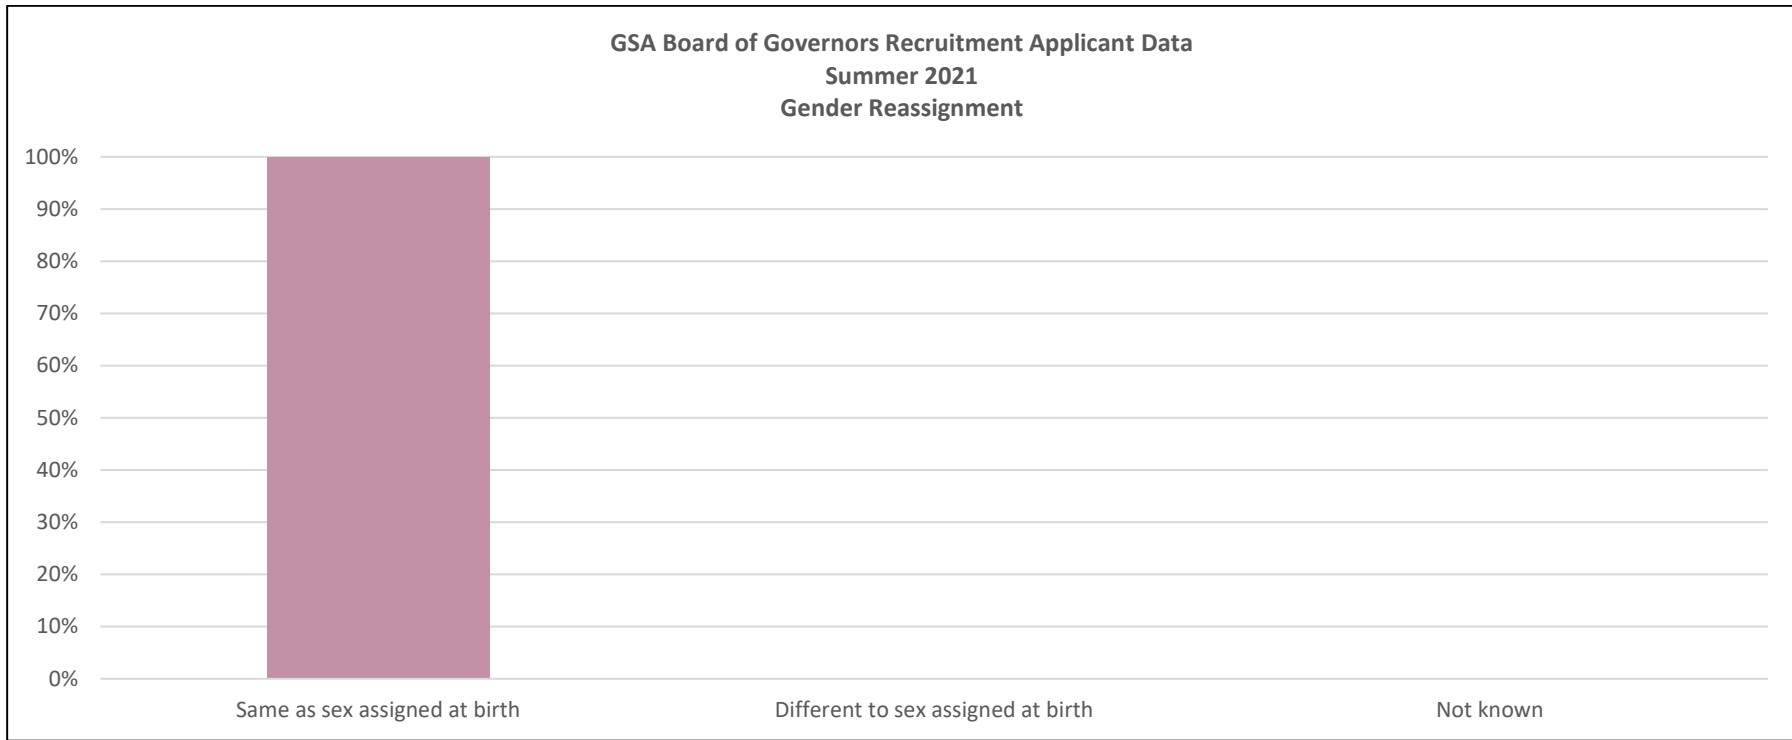 GSA Board of Governors Recruitment Applicant Data
Summer 2021
Gender Reassignment
100%
90%
80%
70%
60%
50%
40%
30%
20%
10%
0%
Same as sex assigned at birth
Different to sex assigned at birth
Not known